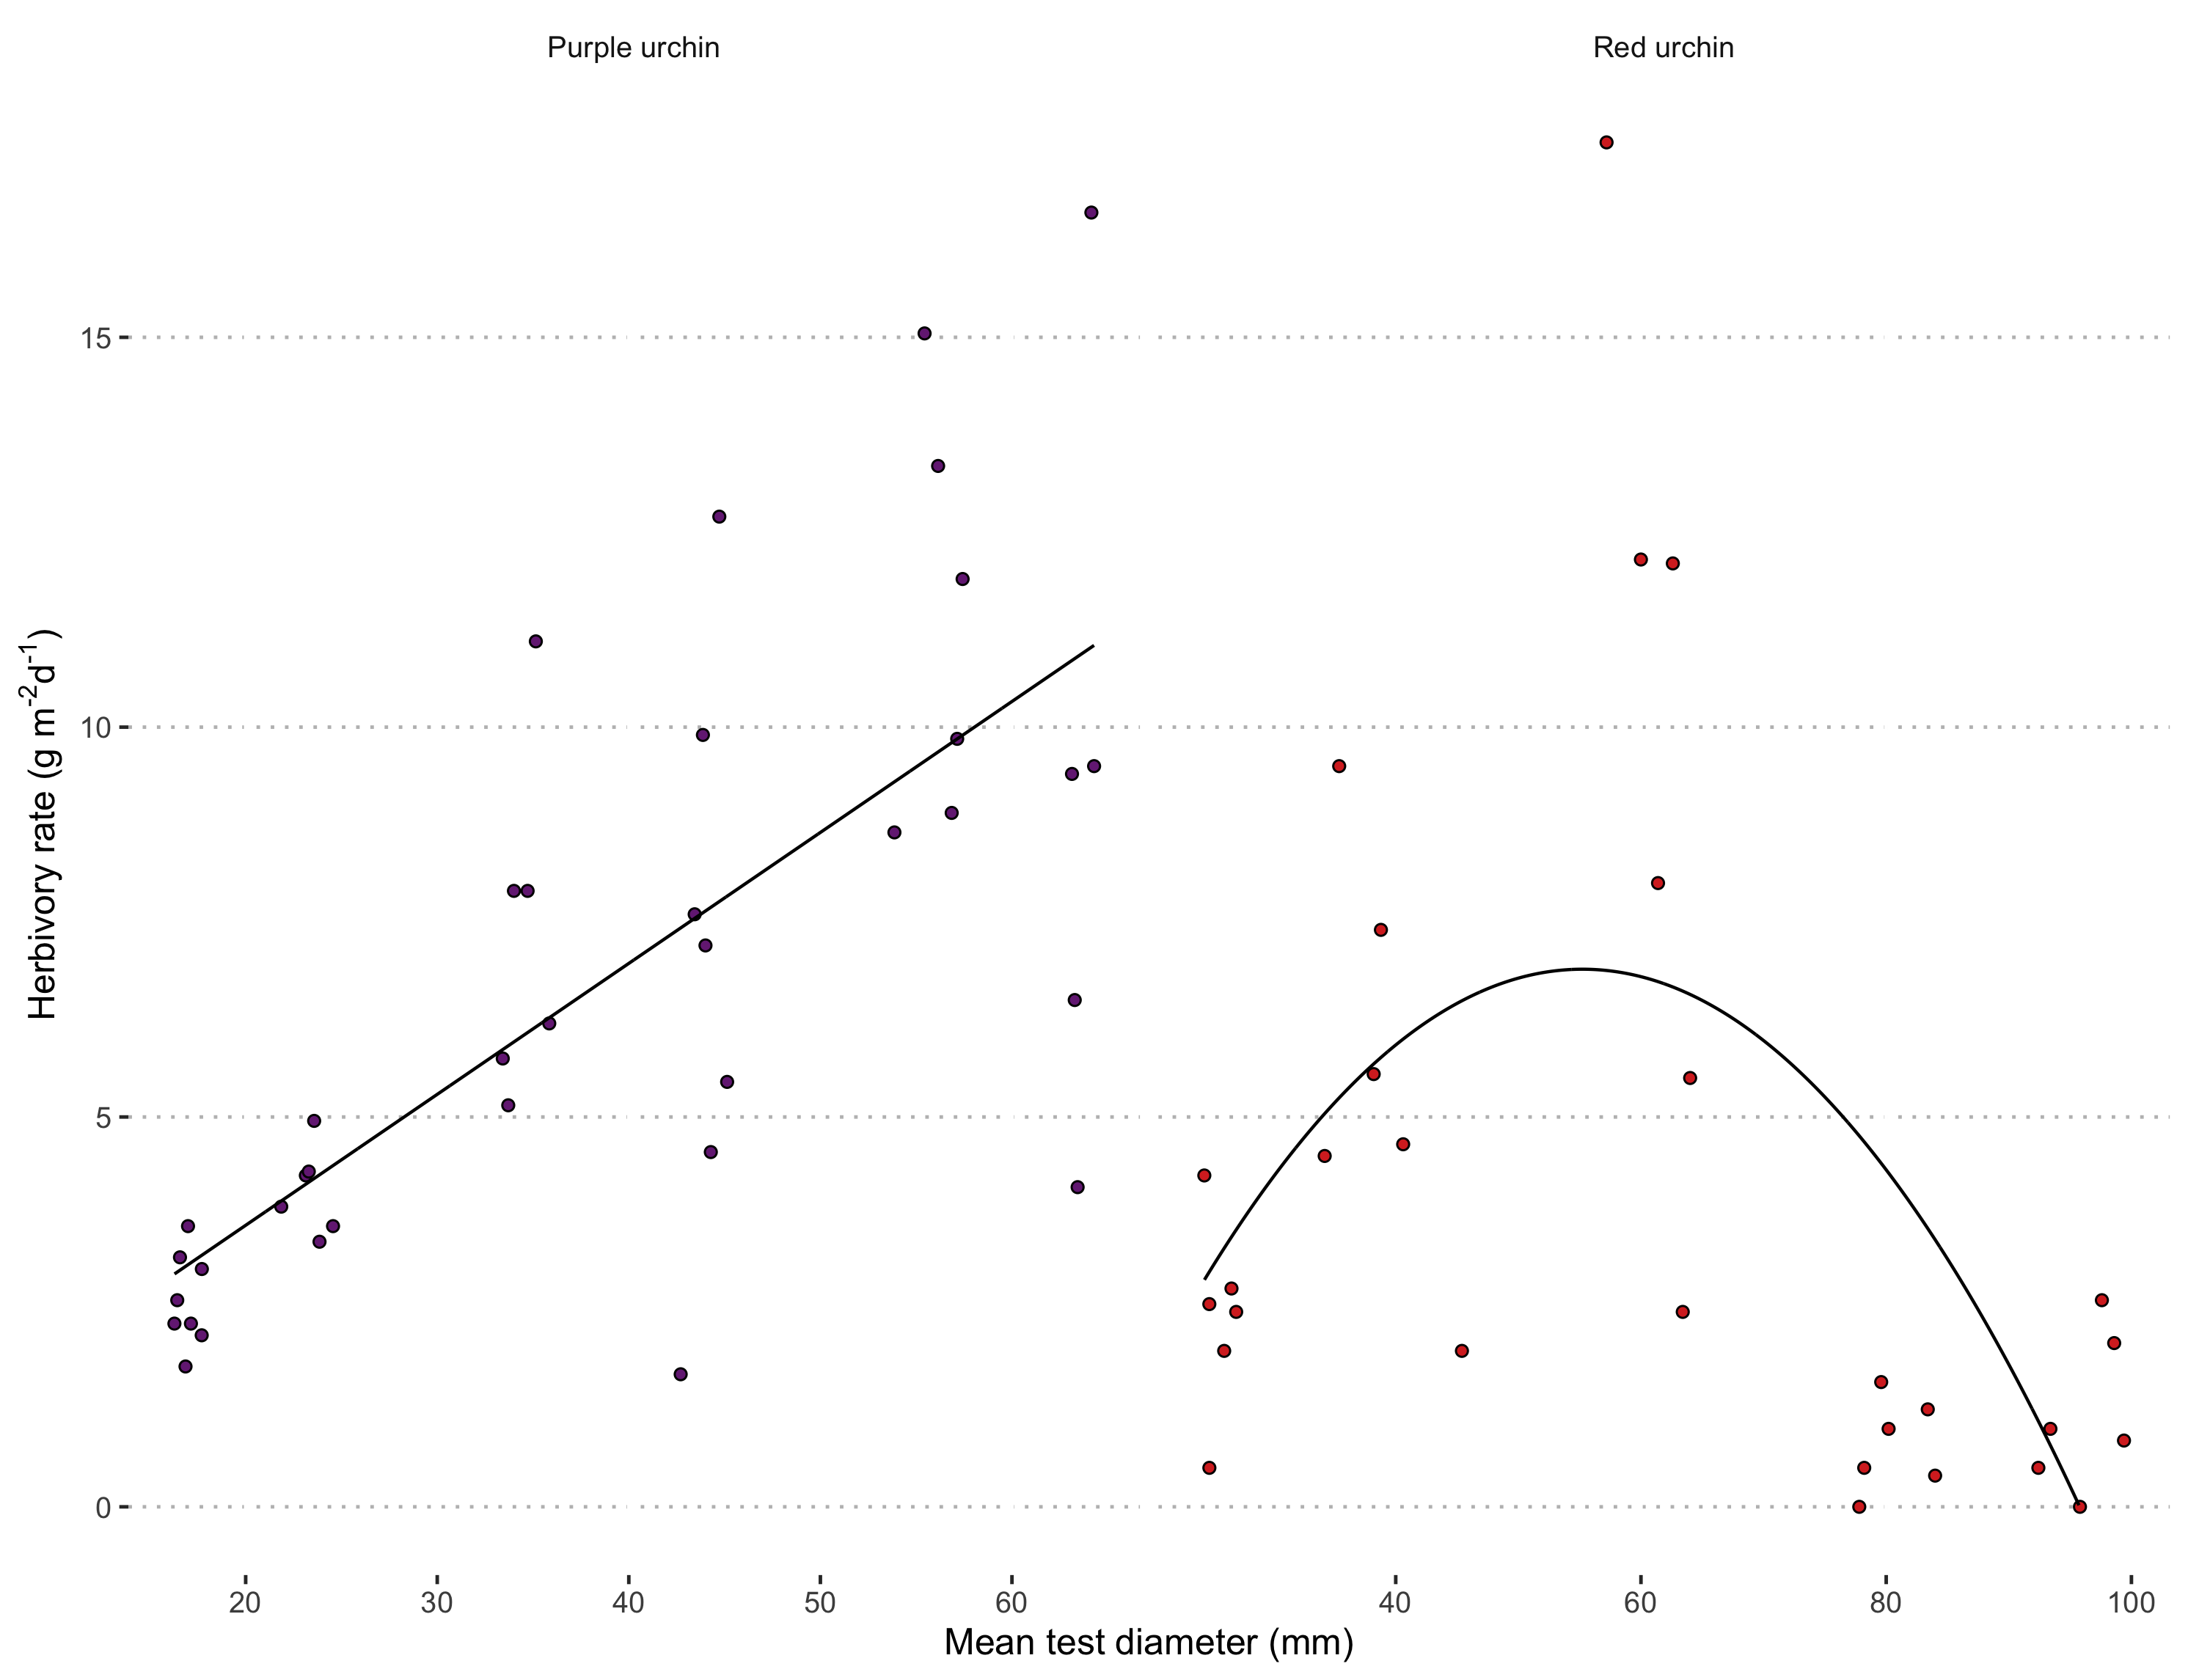 Purple urchin
Red urchin
15
10
5
0
Herbivory rate (g m⁻²d⁻¹)
20 30 40 50 60
40 60 80 100
Mean test diameter (mm)